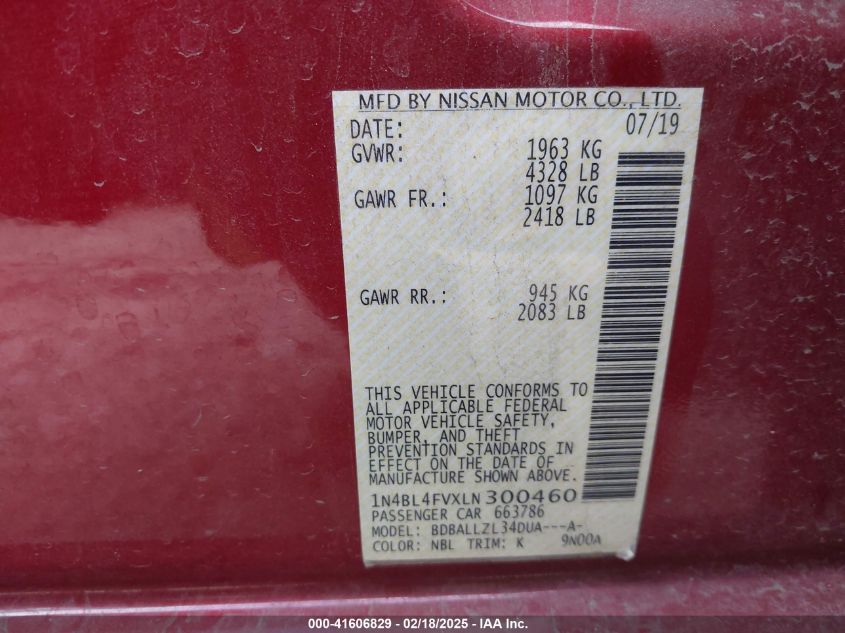 MFD BY NISSAN MOTOR CO., LTD.
DATE: 07/19
GVWR: 1963 KG
4328 LB
GAWR FR.: 1097 KG
2418 LB
GAWR RR.: 945 KG
2083 LB
THIS VEHICLE CONFORMS TO
ALL APPLICABLE FEDERAL
MOTOR VEHICLE SAFETY,
BUMPER, AND THEFT
PREVENTION STANDARDS IN
EFFECT ON THE DATE OF
MANUFACTURE SHOWN ABOVE.
1N4BL4FVXLN300460
PASSENGER CAR 663786
MODEL: BDBALLZL34DUA---A-
COLOR: NBL TRIM: K 9N00A
000-41606829 - 02/18/2025 - IAA Inc.